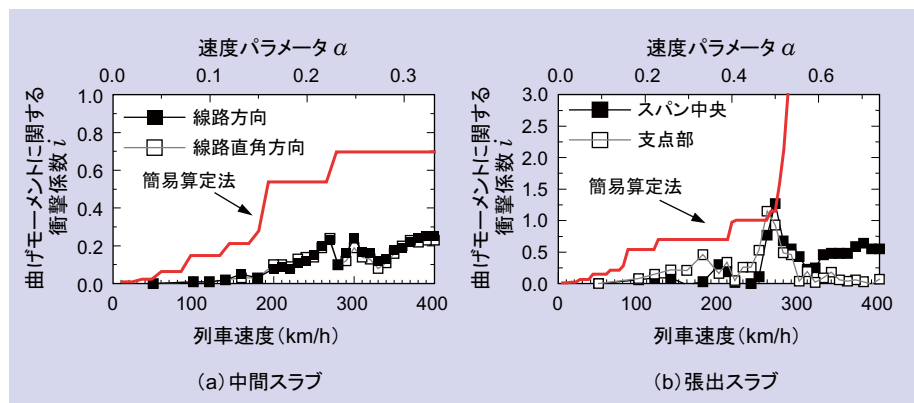 速度パラメータ a
0.0 0.1 0.2 0.3
曲げモーメントに関する
衝撃係数 i
1.0
0.8
0.6
0.4
0.2
0.0
線路方向
線路直角方向
簡易算定法
0 100 200 300 400
列車速度(km/h)
(a)中間スラブ
速度パラメータ a
0.0 0.2 0.4 0.6
曲げモーメントに関する
衝撃係数 i
3.0
2.5
2.0
1.5
1.0
0.5
0.0
スパン中央
支点部
簡易算定法
0 100 200 300 400
列車速度(km/h)
(b)張出スラブ